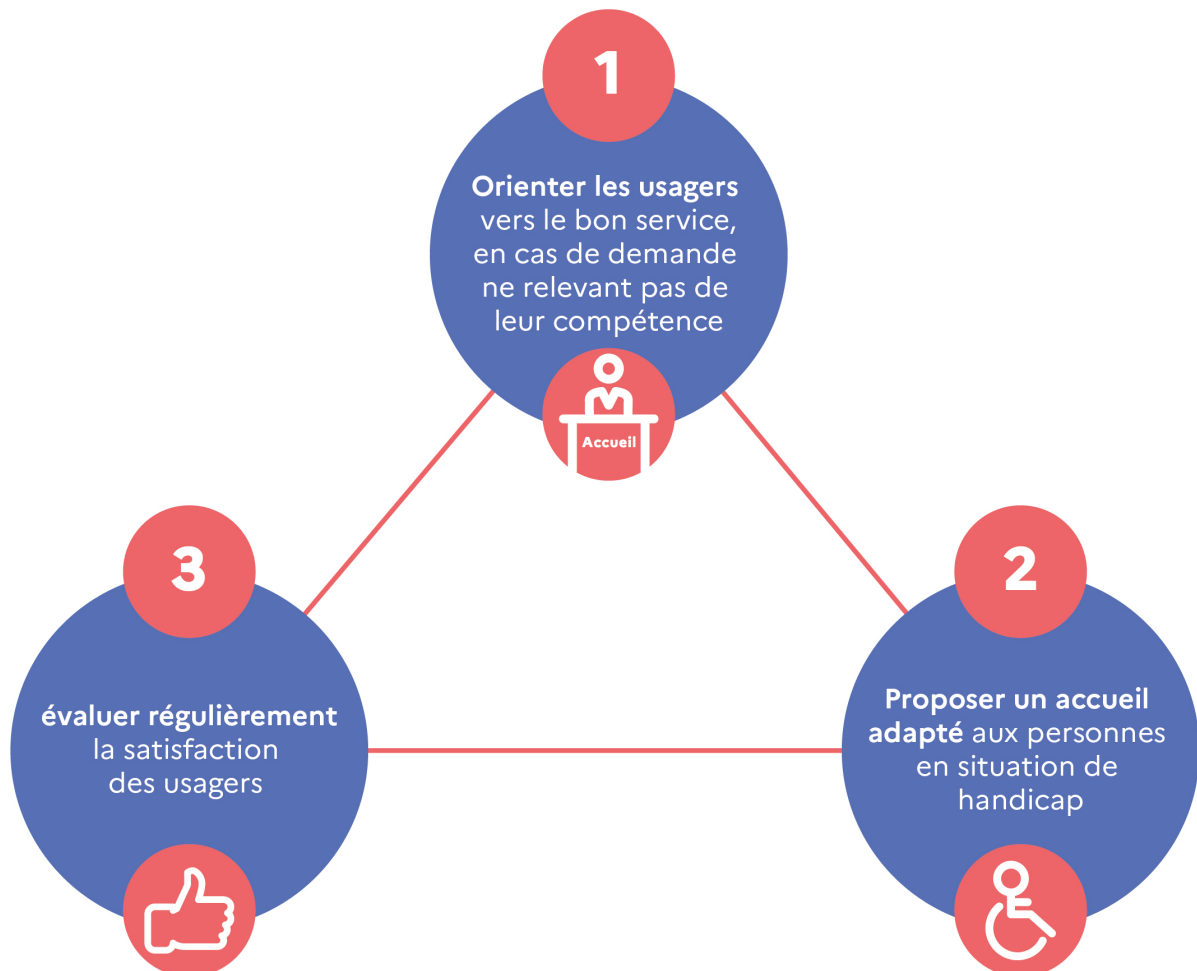 1
Orienter les usagers
vers le bon service,
en cas de demande
ne relevant pas de
leur compétence
Accueil
2
Proposer un accueil
adapté aux personnes
en situation de
handicap
3
évaluer régulièrement
la satisfaction
des usagers